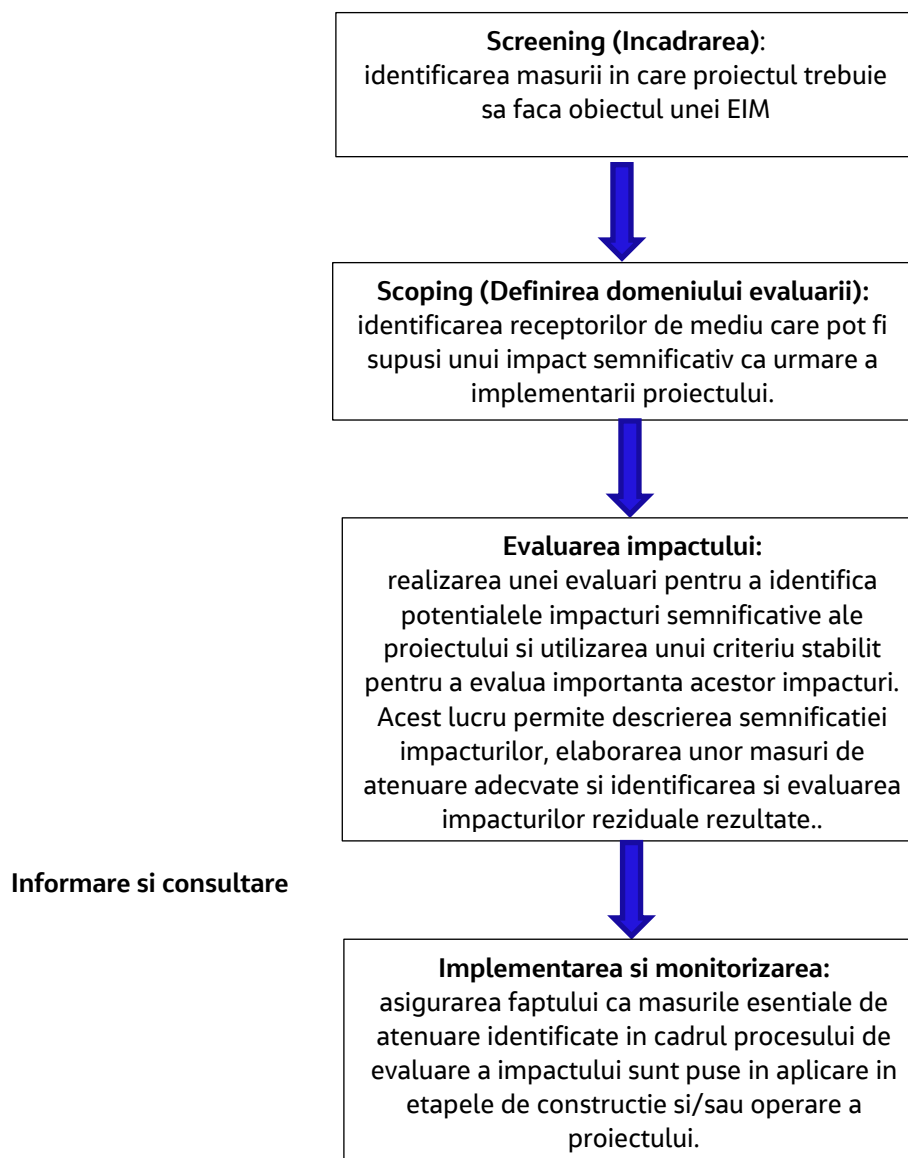 Screening (Incadrarea):
identificarea masurii in care proiectul trebuie
sa faca obiectul unei EIM
Scoping (Definirea domeniului evaluarii):
identificarea receptorilor de mediu care pot fi
supusi unui impact semnificativ ca urmare a
implementarii proiectului.
Evaluarea impactului:
realizarea unei evaluari pentru a identifica
potentialele impacturi semnificative ale
proiectului si utilizarea unui criteriu stabilit
pentru a evalua importanta acestor impacturi.
Acest lucru permite descrierea semnificatiei
impacturilor, elaborarea unor masuri de
atenuare adecvate si identificarea si evaluarea
impacturilor reziduale rezultate..
Informare si consultare
Implementarea si monitorizarea:
asigurarea faptului ca masurile esentiale de
atenuare identificate in cadrul procesului de
evaluare a impactului sunt puse in aplicare in
etapele de constructie si/sau operare a
proiectului.